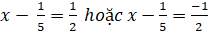 x - 1/5 = 1/2 hoặc x - 1/5 = -1/2